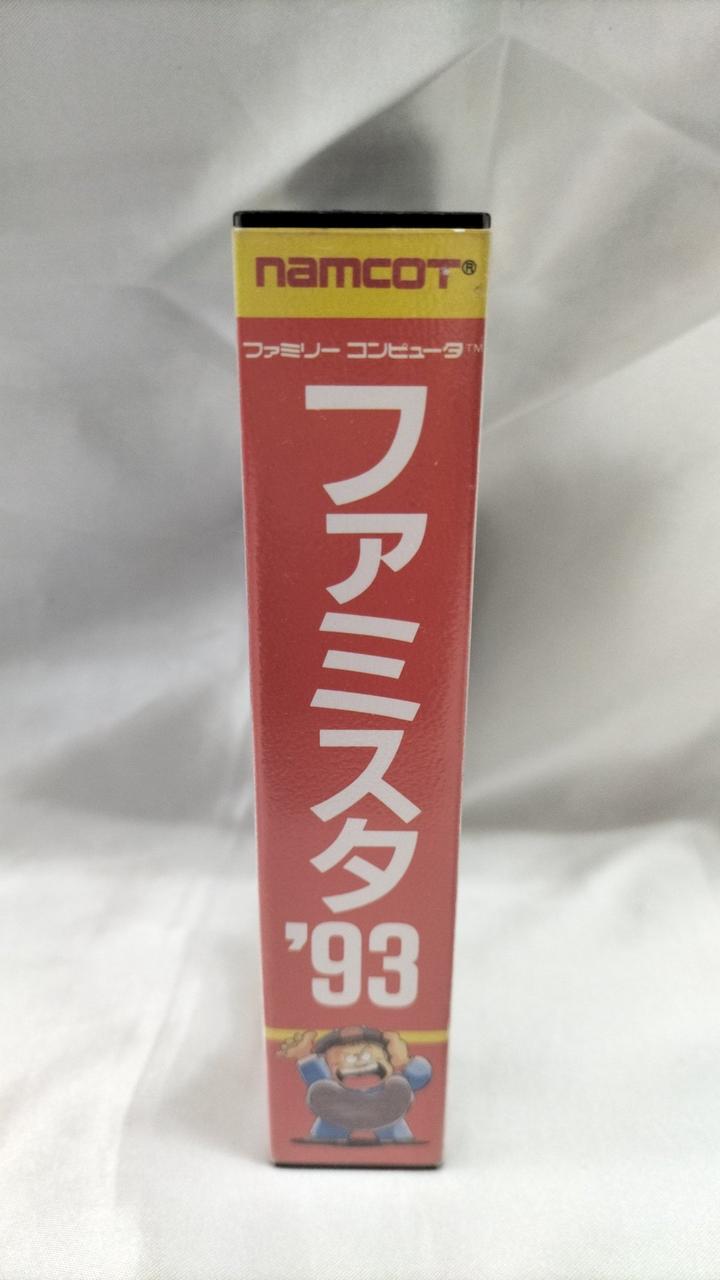 namcot®
ファミリー コンピュータ™
ファミスタ
'93